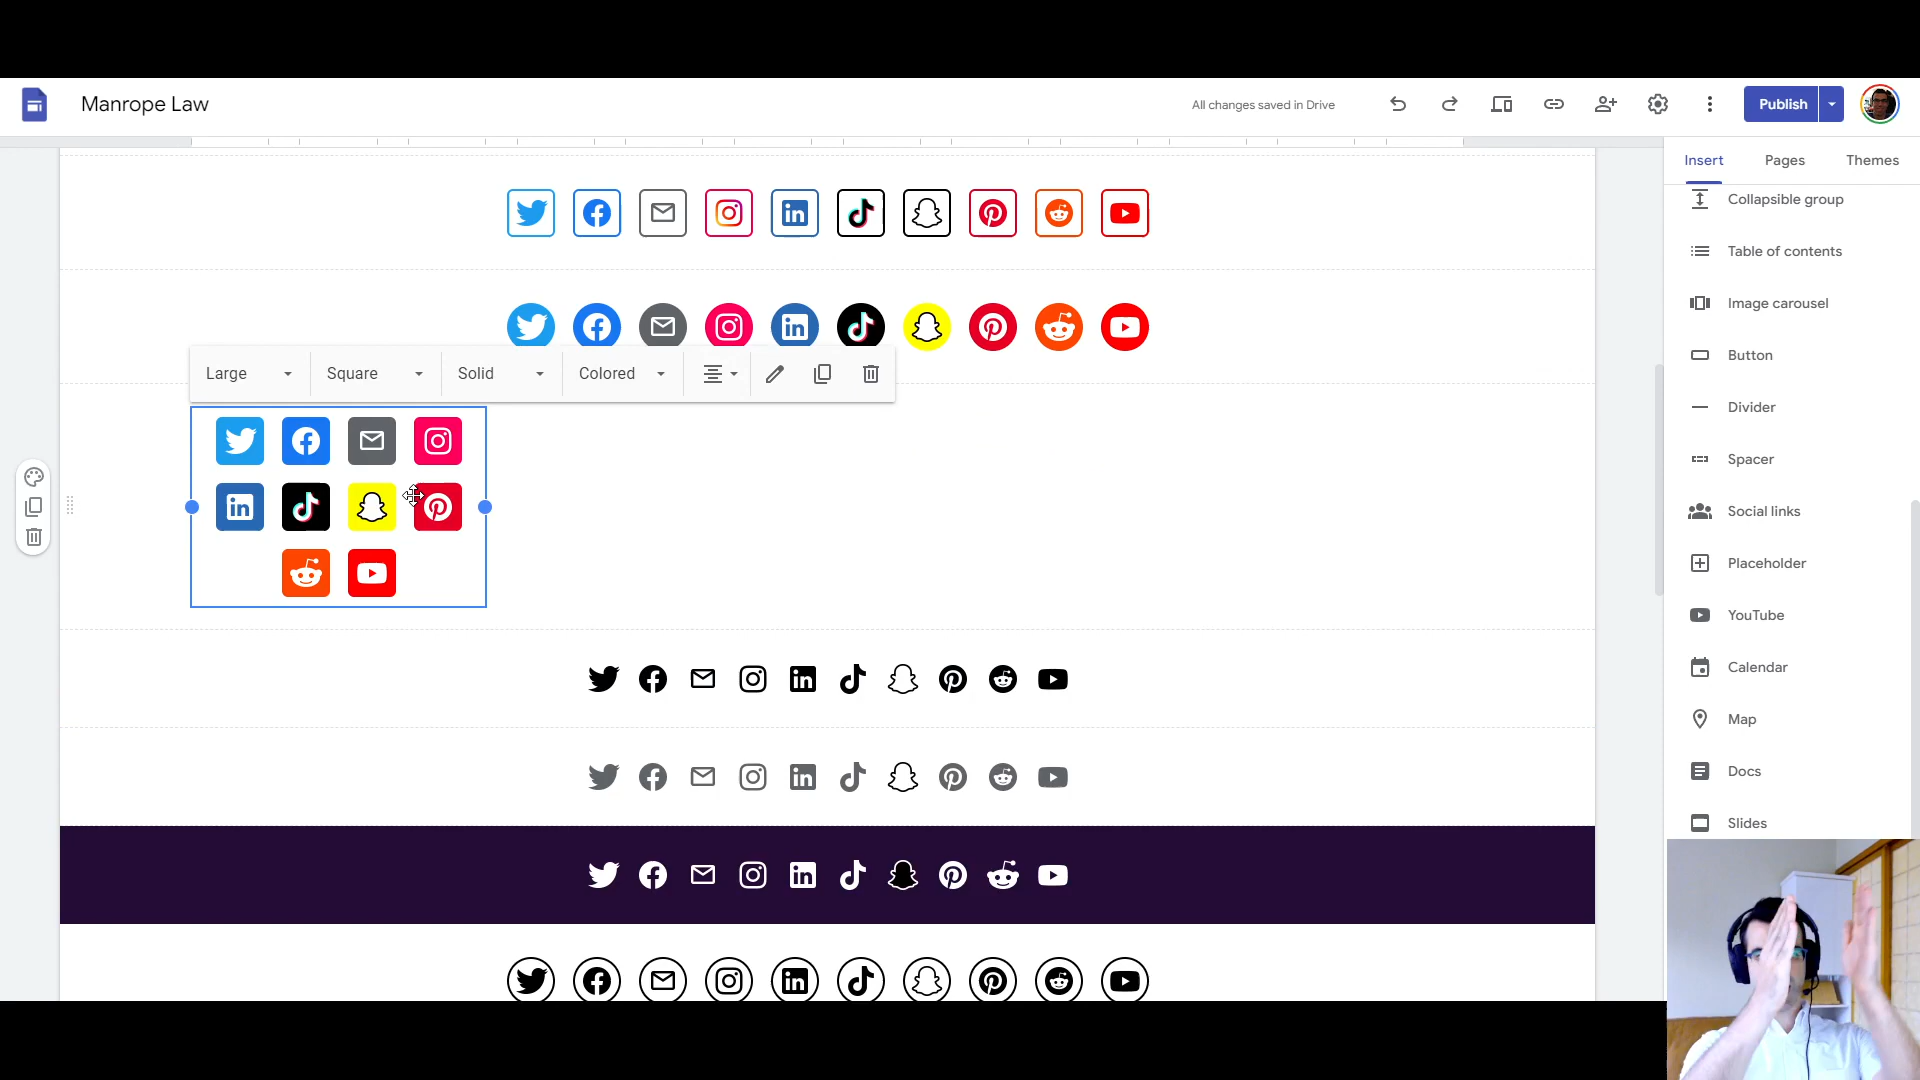 Manrope Law
All changes saved in Drive
Publish
Insert
Pages
Themes
Collapsible group
Table of contents
Image carousel
Button
Divider
Spacer
Social links
Placeholder
YouTube
Calendar
Map
Docs
Slides
Large
Square
Solid
Colored